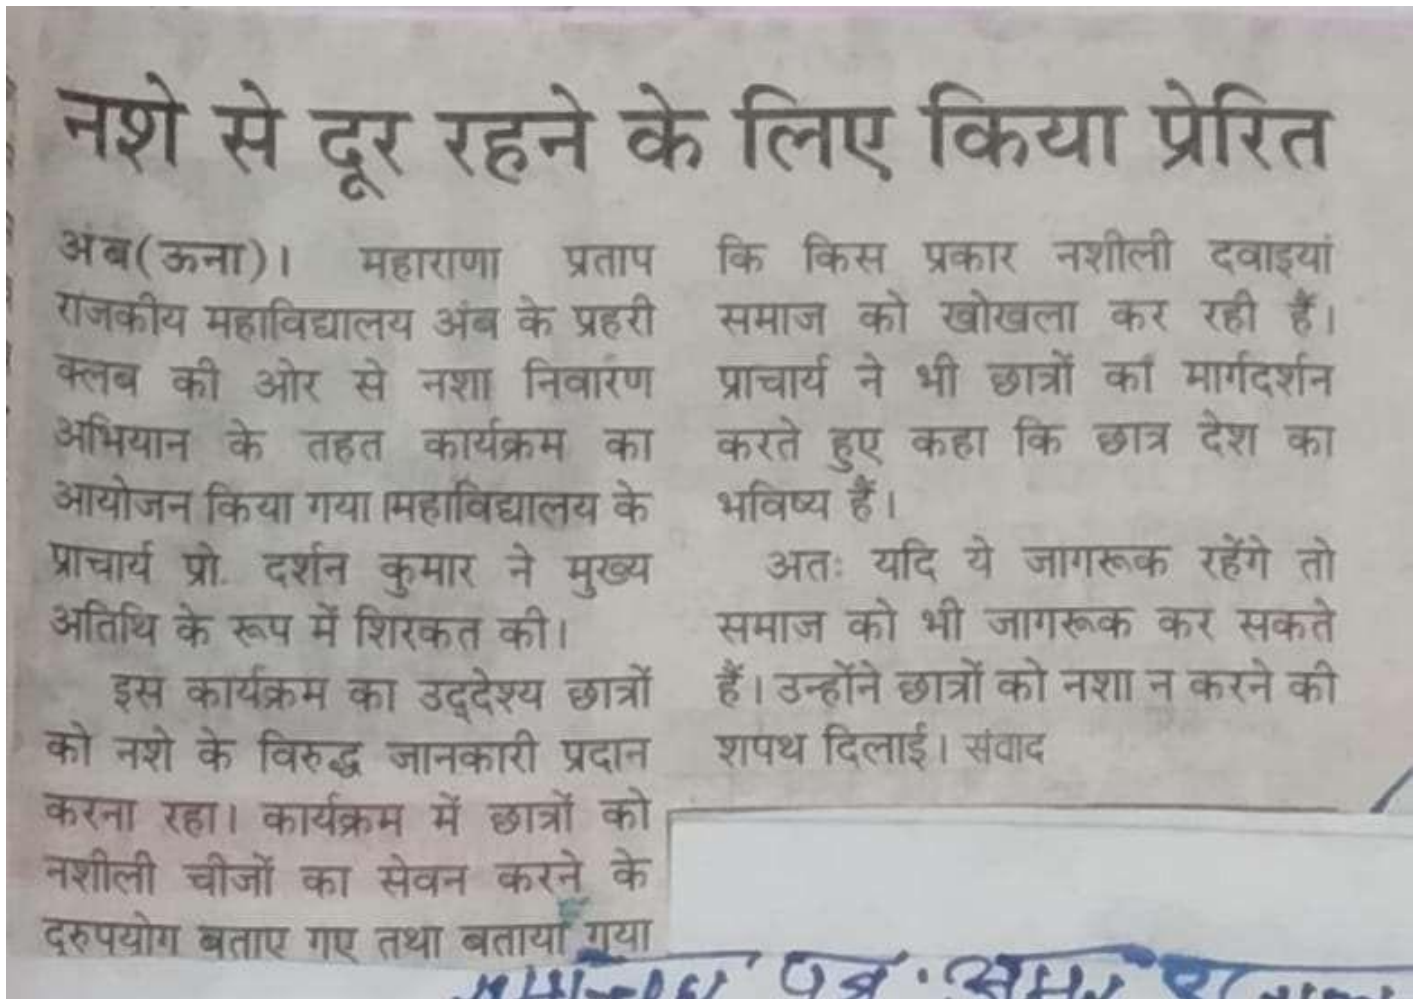 नशे से दूर रहने के लिए किया प्रेरित
अंब(ऊना)। महाराणा प्रताप
राजकीय महाविद्यालय अंब के प्रहरी
क्लब की ओर से नशा निवारण
अभियान के तहत कार्यक्रम का
आयोजन किया गया।महाविद्यालय के
प्राचार्य प्रो. दर्शन कुमार ने मुख्य
अतिथि के रूप में शिरकत की।
इस कार्यक्रम का उद्देश्य छात्रों
को नशे के विरुद्ध जानकारी प्रदान
करना रहा। कार्यक्रम में छात्रों को
नशीली चीजों का सेवन करने के
दुरुपयोग बताए गए तथा बताया गया
कि किस प्रकार नशीली दवाइयां
समाज को खोखला कर रही हैं।
प्राचार्य ने भी छात्रों का मार्गदर्शन
करते हुए कहा कि छात्र देश का
भविष्य हैं।
अतः यदि ये जागरूक रहेंगे तो
समाज को भी जागरूक कर सकते
हैं। उन्होंने छात्रों को नशा न करने की
शपथ दिलाई। संवाद
पत्र